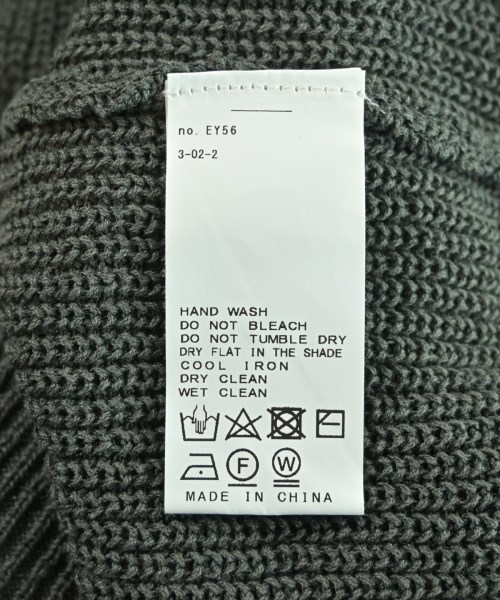 no. EY56
3-02-2
HAND WASH
DO NOT BLEACH
DO NOT TUMBLE DRY
DRY FLAT IN THE SHADE
COOL IRON
DRY CLEAN
WET CLEAN
F W
MADE IN CHINA